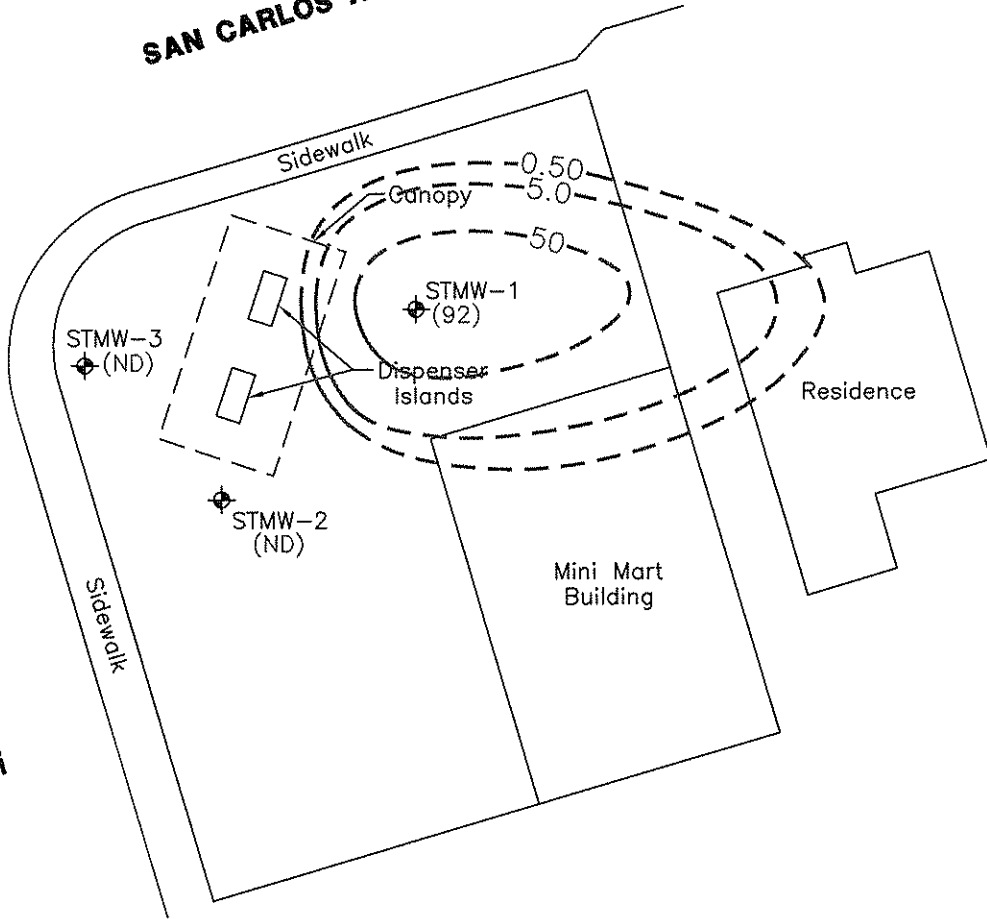 SAN CARLOS
Sidewalk
0.50
5.0
Canopy
50
STMW-1
(92)
STMW-3
(ND)
Dispenser
Islands
Residence
STMW-2
(ND)
Mini Mart
Building
Sidewalk